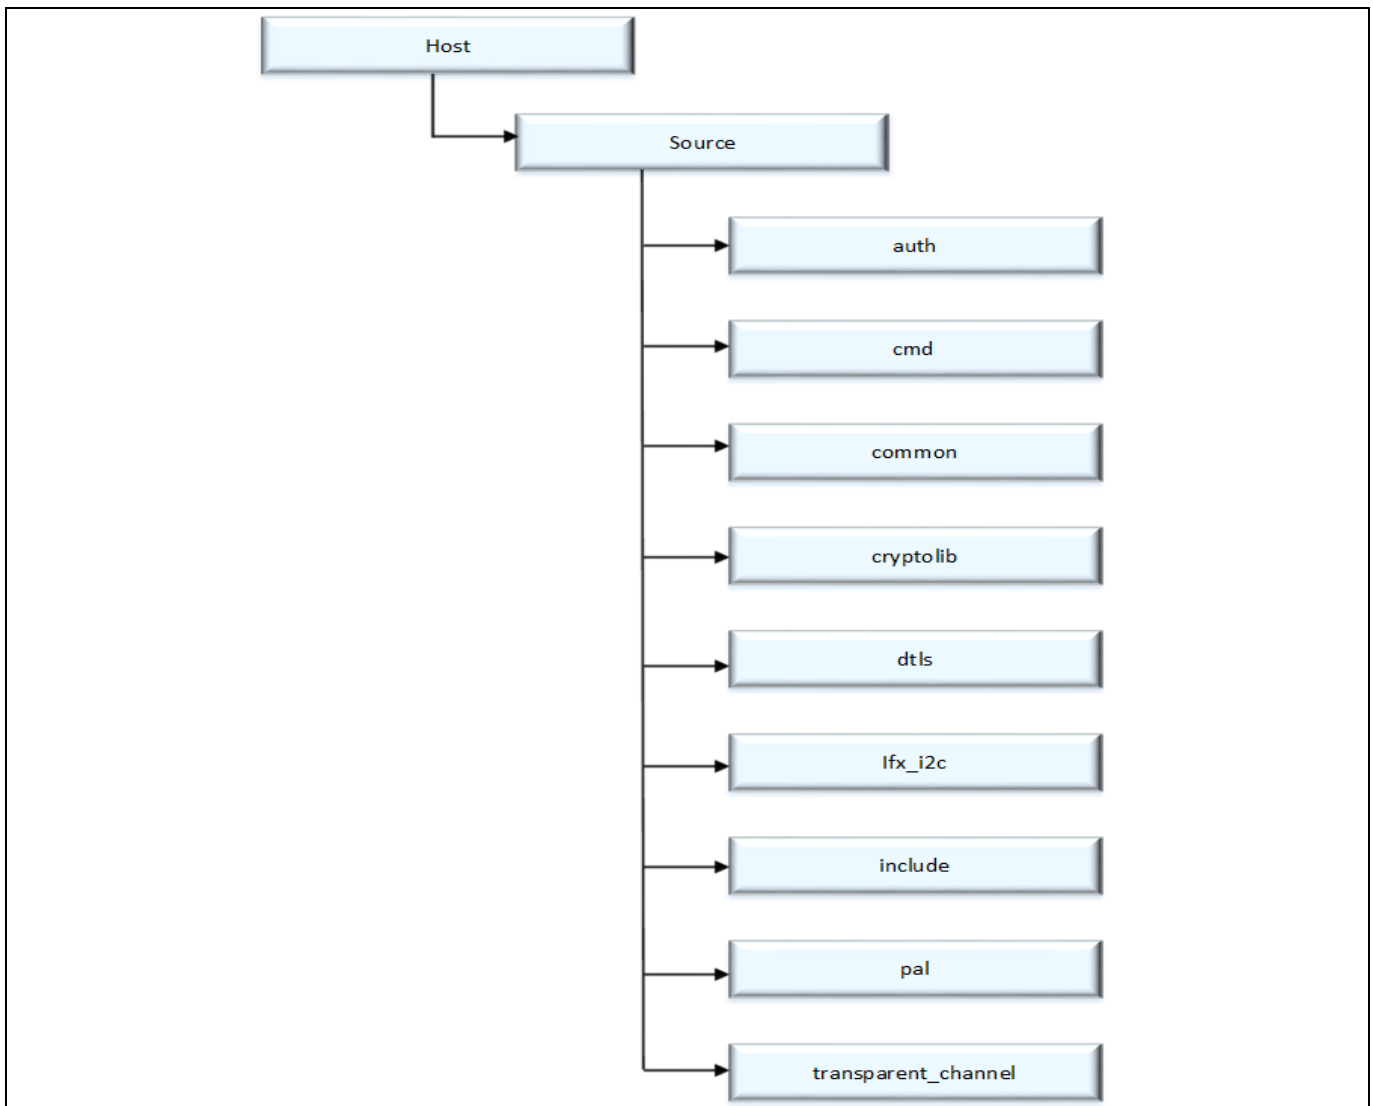 Host
Source
auth
cmd
common
cryptolib
dtls
Ifx_i2c
include
pal
transparent_channel